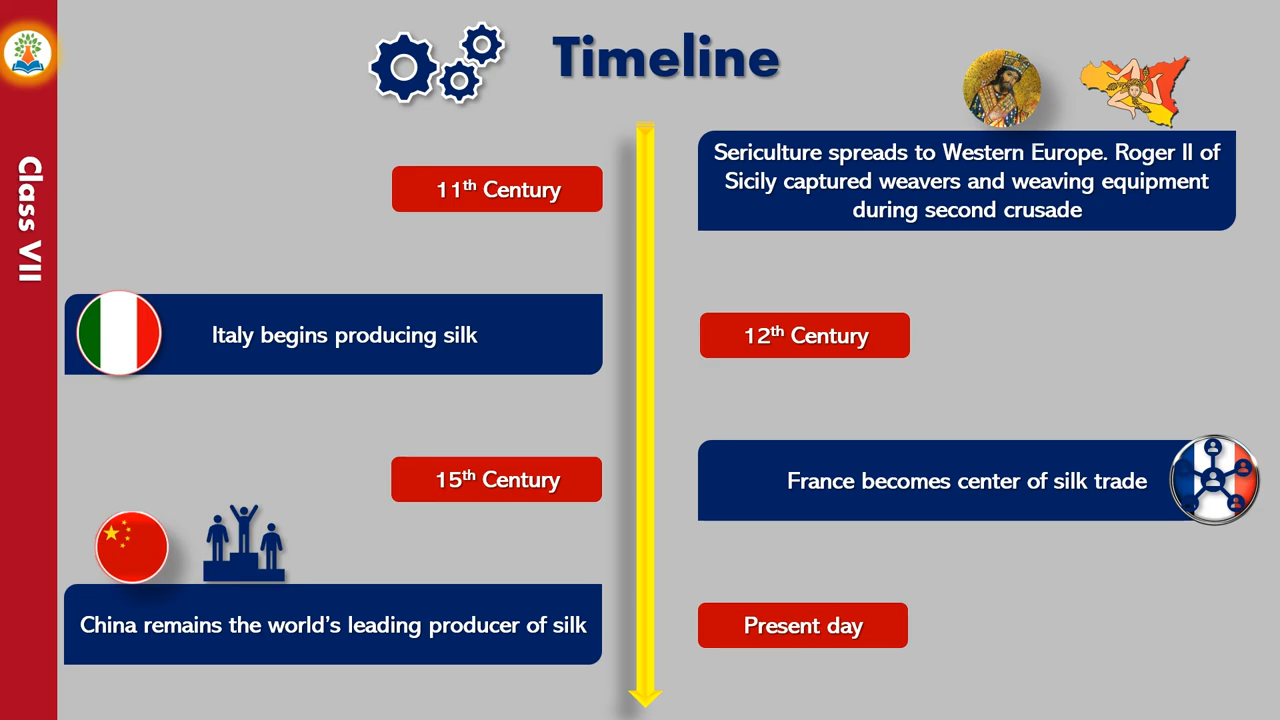 Timeline
Class VII
11th Century
Sericulture spreads to Western Europe. Roger II of
Sicily captured weavers and weaving equipment
during second crusade
Italy begins producing silk
12th Century
15th Century
France becomes center of silk trade
China remains the world’s leading producer of silk
Present day